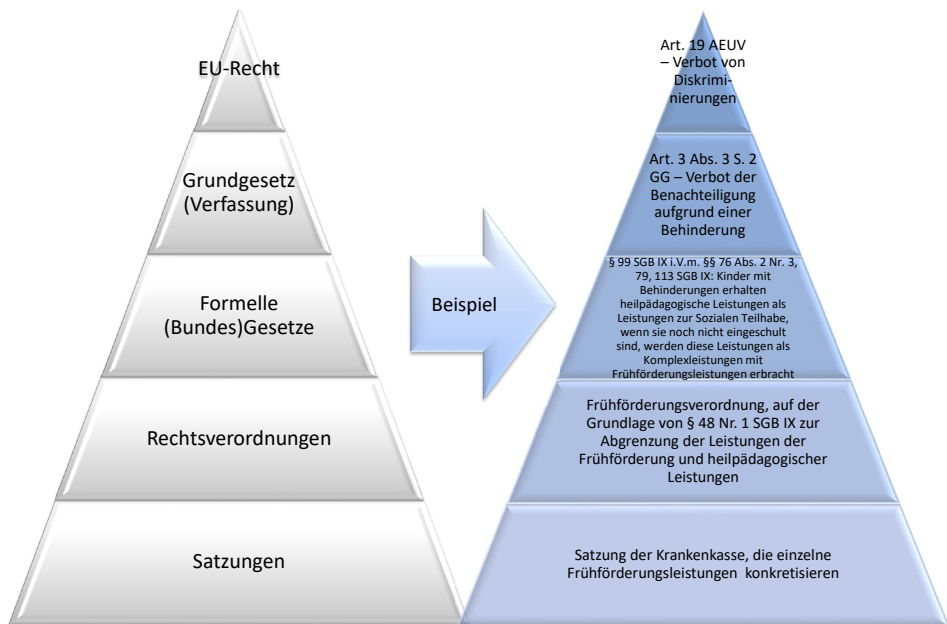 EU-Recht
Grundgesetz
(Verfassung)
Formelle
(Bundes)Gesetze
Rechtsverordnungen
Satzungen
Beispiel
Art. 19 AEUV
– Verbot von
Diskrimi-
nierungen
Art. 3 Abs. 3 S. 2
GG – Verbot der
Benachteiligung
aufgrund einer
Behinderung
§ 99 SGB IX i.V.m. §§ 76 Abs. 2 Nr. 3,
79, 113 SGB IX: Kinder mit
Behinderungen erhalten
heilpädagogische Leistungen als
Leistungen zur Sozialen Teilhabe,
wenn sie noch nicht eingeschult
sind, werden diese Leistungen als
Komplexleistungen mit
Frühförderungsleistungen erbracht
Frühförderungsverordnung, auf der
Grundlage von § 48 Nr. 1 SGB IX zur
Abgrenzung der Leistungen der
Frühförderung und heilpädagogischer
Leistungen
Satzung der Krankenkasse, die einzelne
Frühförderungsleistungen konkretisieren